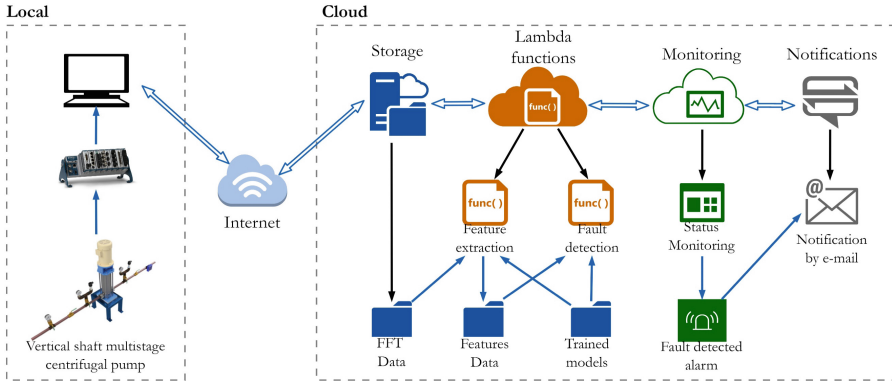 Local
Cloud
Storage
Lambda
functions
Monitoring
Notifications
func( )
Internet
func( )
func( )
Feature
extraction
Fault
detection
Status
Monitoring
@
Notification
by e-mail
Vertical shaft multistage
centrifugal pump
FFT
Data
Features
Data
Trained
models
Fault detected
alarm